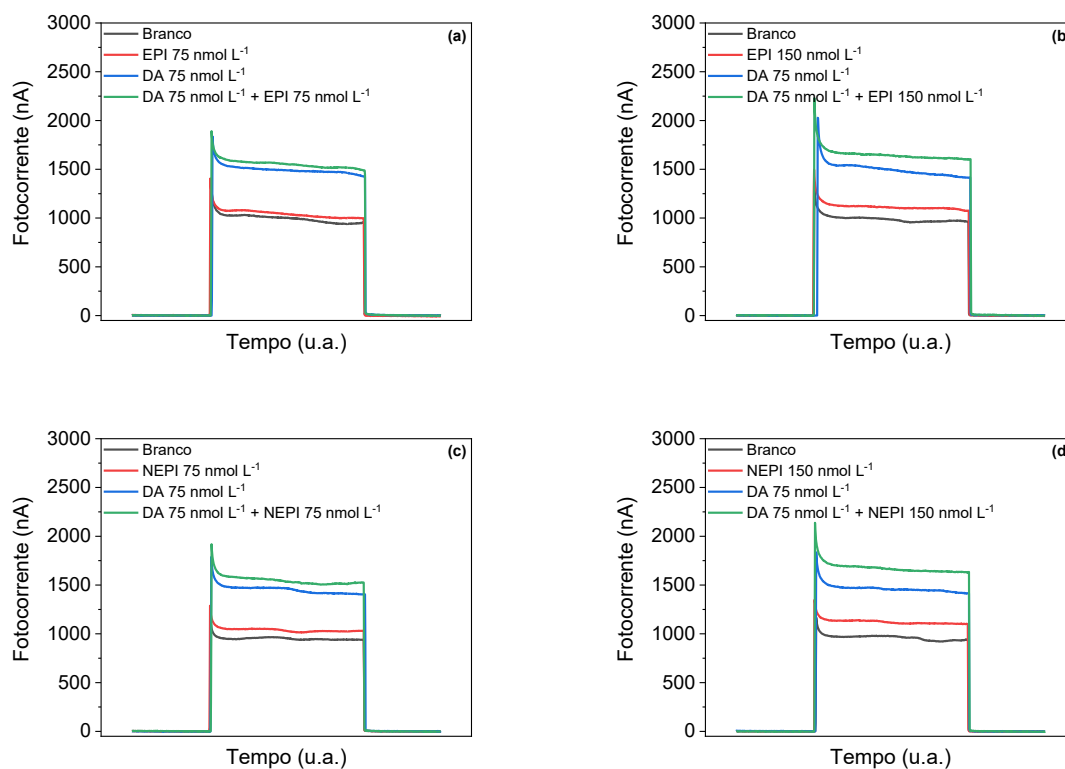 3000
2500
2000
1500
1000
500
0
Fotocorrente (nA)
Tempo (u.a.)
Branco
EPI 75 nmol L⁻¹
DA 75 nmol L⁻¹
DA 75 nmol L⁻¹ + EPI 75 nmol L⁻¹
(a)
3000
2500
2000
1500
1000
500
0
Fotocorrente (nA)
Tempo (u.a.)
Branco
EPI 150 nmol L⁻¹
DA 75 nmol L⁻¹
DA 75 nmol L⁻¹ + EPI 150 nmol L⁻¹
(b)
3000
2500
2000
1500
1000
500
0
Fotocorrente (nA)
Tempo (u.a.)
Branco
NEPI 75 nmol L⁻¹
DA 75 nmol L⁻¹
DA 75 nmol L⁻¹ + NEPI 75 nmol L⁻¹
(c)
3000
2500
2000
1500
1000
500
0
Fotocorrente (nA)
Tempo (u.a.)
Branco
NEPI 150 nmol L⁻¹
DA 75 nmol L⁻¹
DA 75 nmol L⁻¹ + NEPI 150 nmol L⁻¹
(d)